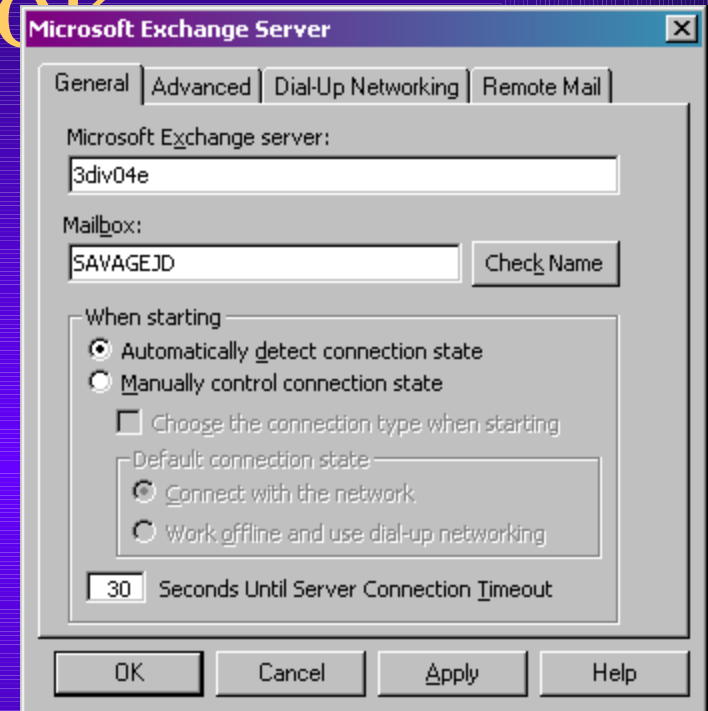 OK
Microsoft Exchange Server
General Advanced Dial-Up Networking Remote Mail
Microsoft Exchange server:
3div04e
Mailbox:
SAVAGEJD Check Name
When starting
Automatically detect connection state
Manually control connection state
Choose the connection type when starting
Default connection state
Connect with the network
Work offline and use dial-up networking
30 Seconds Until Server Connection Timeout
OK Cancel Apply Help